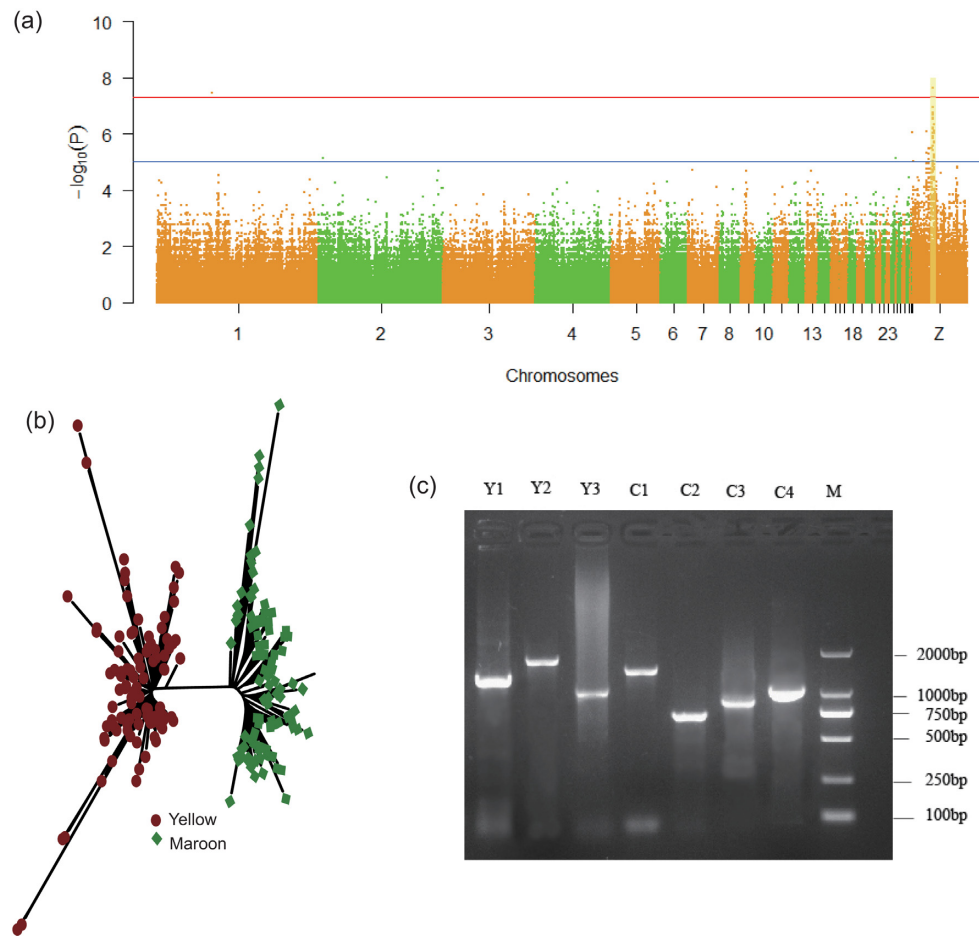 (a)
10
8
6
4
2
0
−log10(P)
1 2 3 4 5 6 7 8 10 13 18 23 Z
Chromosomes
(b)
Yellow
Maroon
(c)
Y1 Y2 Y3 C1 C2 C3 C4 M
2000bp
1000bp
750bp
500bp
250bp
100bp